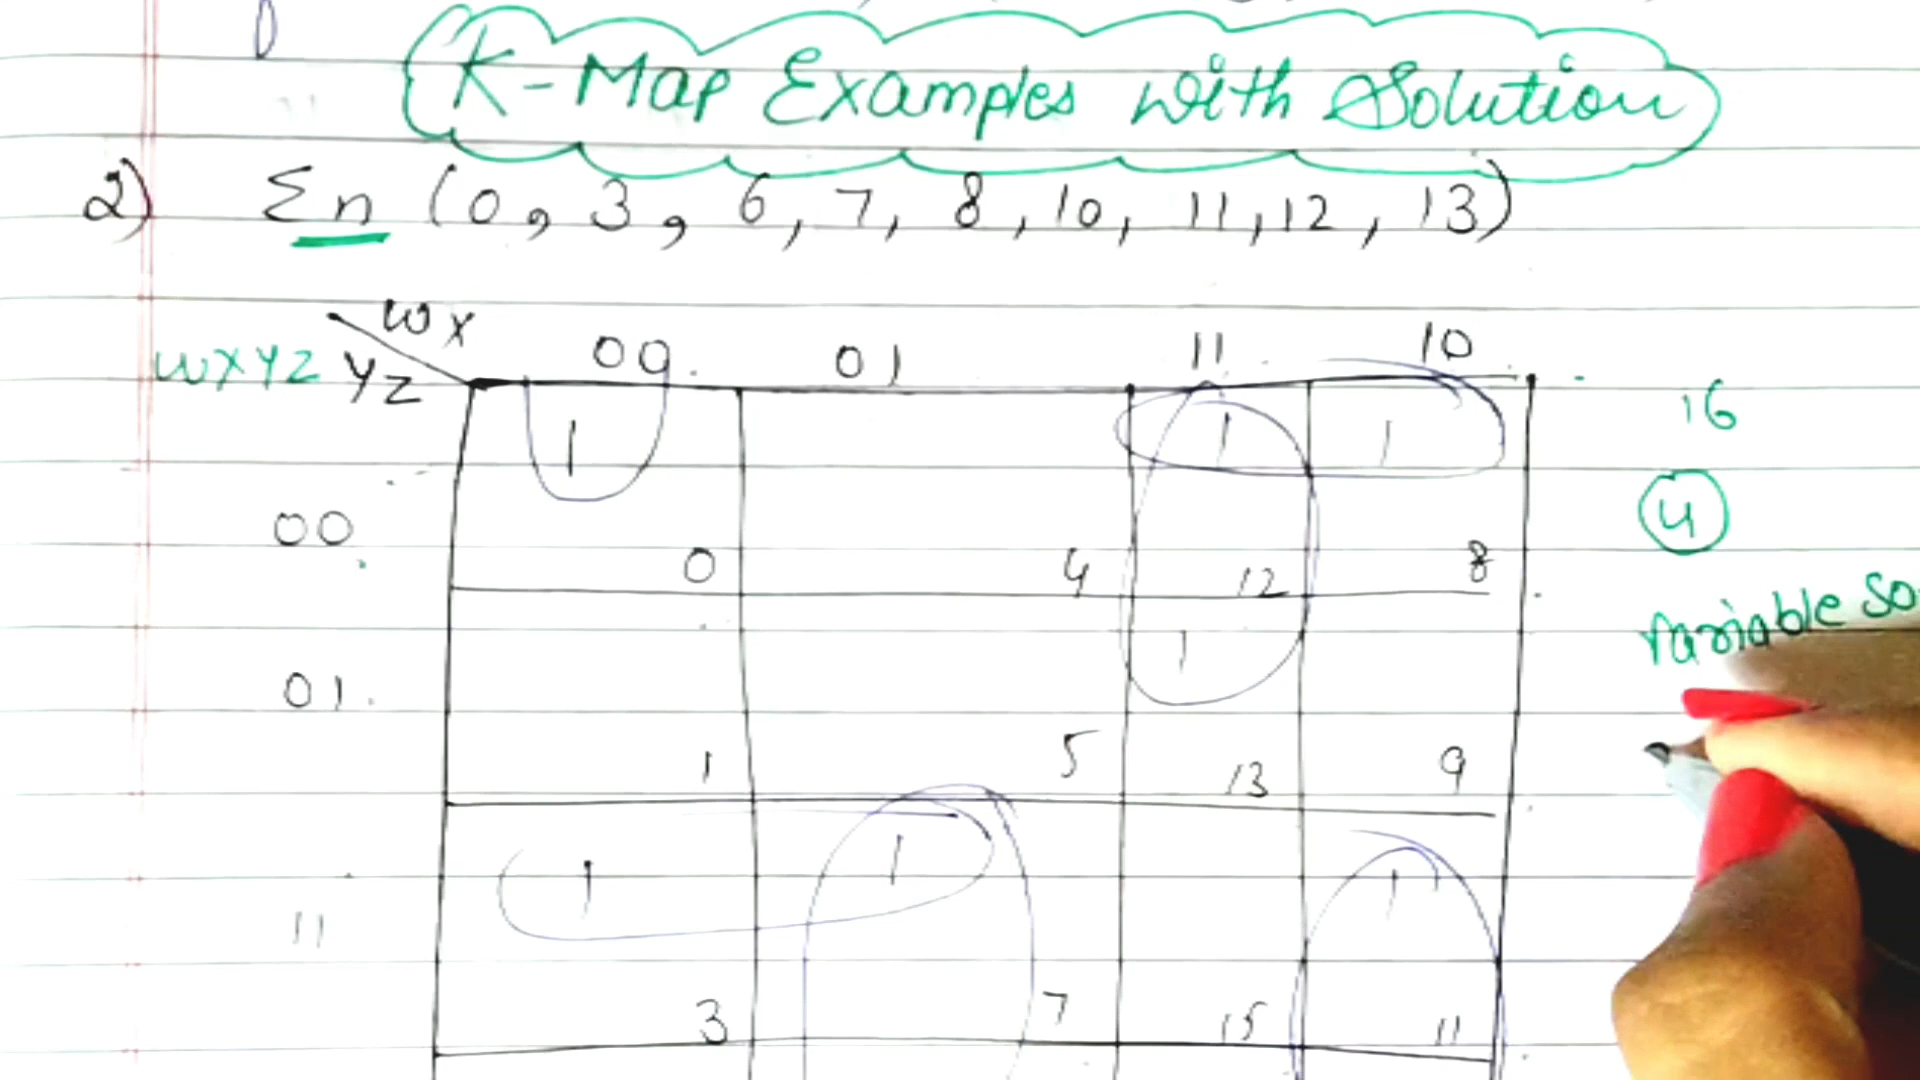 K-Map Examples with Solution
2) Σn (0, 3, 6, 7, 8, 10, 11, 12, 13)
wx
wxyz yz 00 01 11 10
1 1 1 16
00 4
0 4 12 8
variable so
1
01
1 5 13 9
1 1 1
11
3 7 15 11